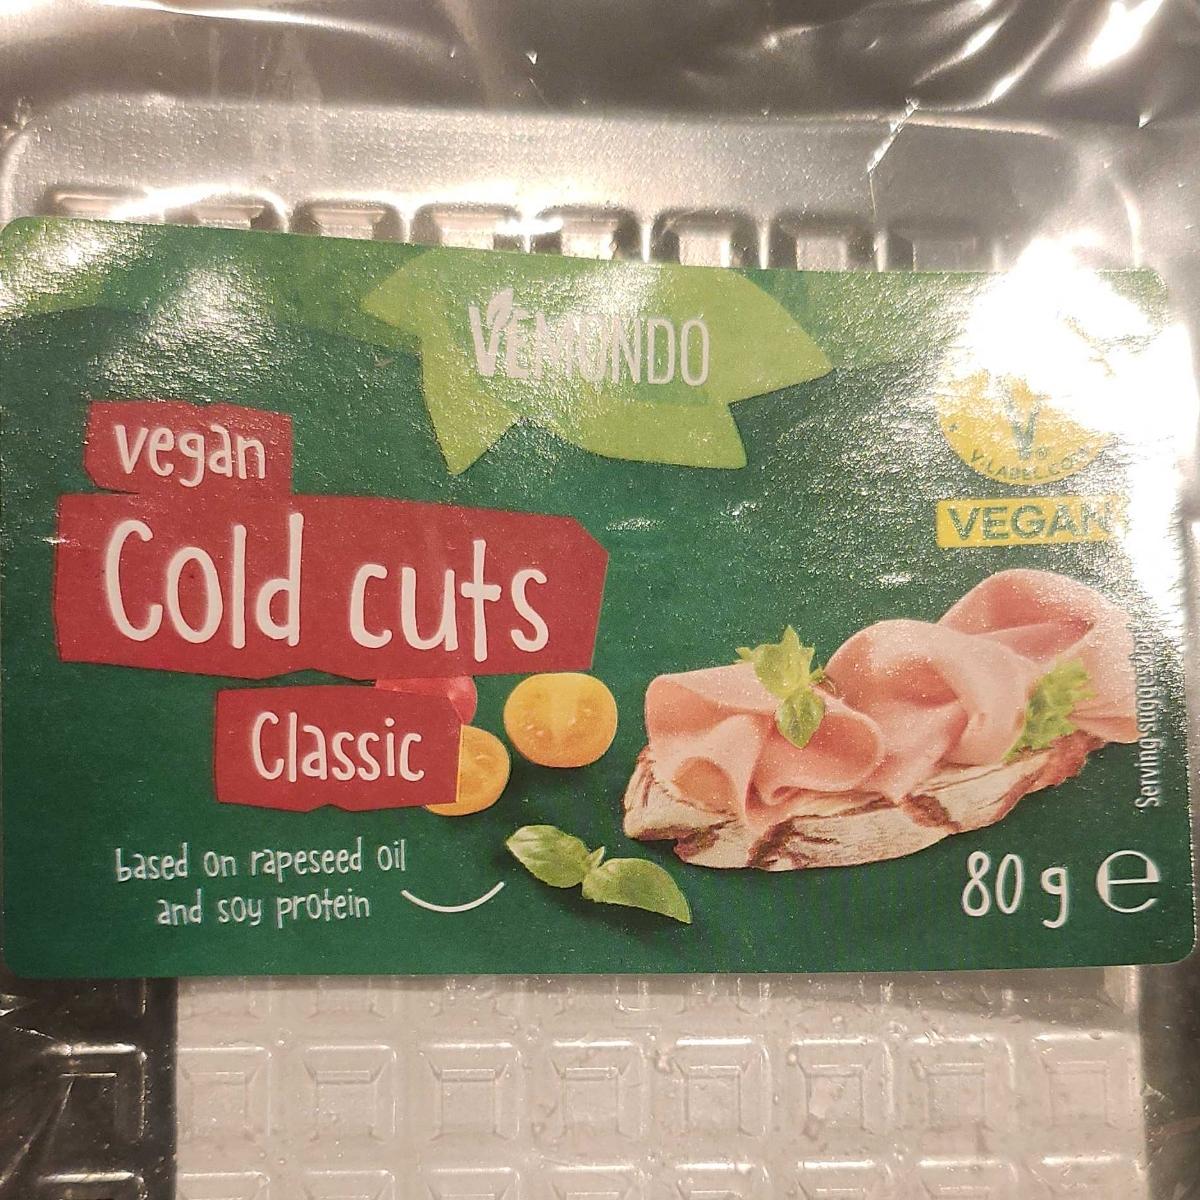 VEMONDO
vegan
Cold cuts
Classic
based on rapeseed oil
and soy protein
V
V-LABEL.COM
VEGAN
Serving suggestion
80 g e